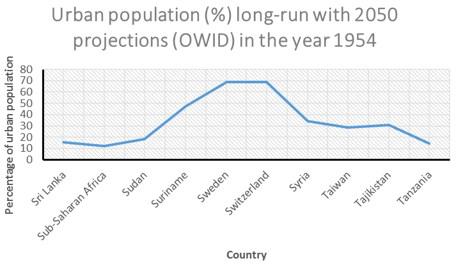 Urban population (%) long-run with 2050
projections (OWID) in the year 1954
Percentage of urban population
80
70
60
50
40
30
20
10
0
Sri Lanka
Sub-Saharan Africa
Sudan
Suriname
Sweden
Switzerland
Syria
Taiwan
Tajikistan
Tanzania
Country